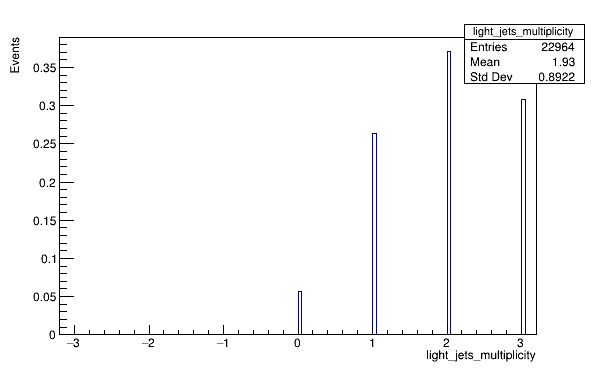 light_jets_multiplicity
Entries 22964
Mean 1.93
Std Dev 0.8922
Events
0.35
0.3
0.25
0.2
0.15
0.1
0.05
0
−3 −2 −1 0 1 2 3
light_jets_multiplicity